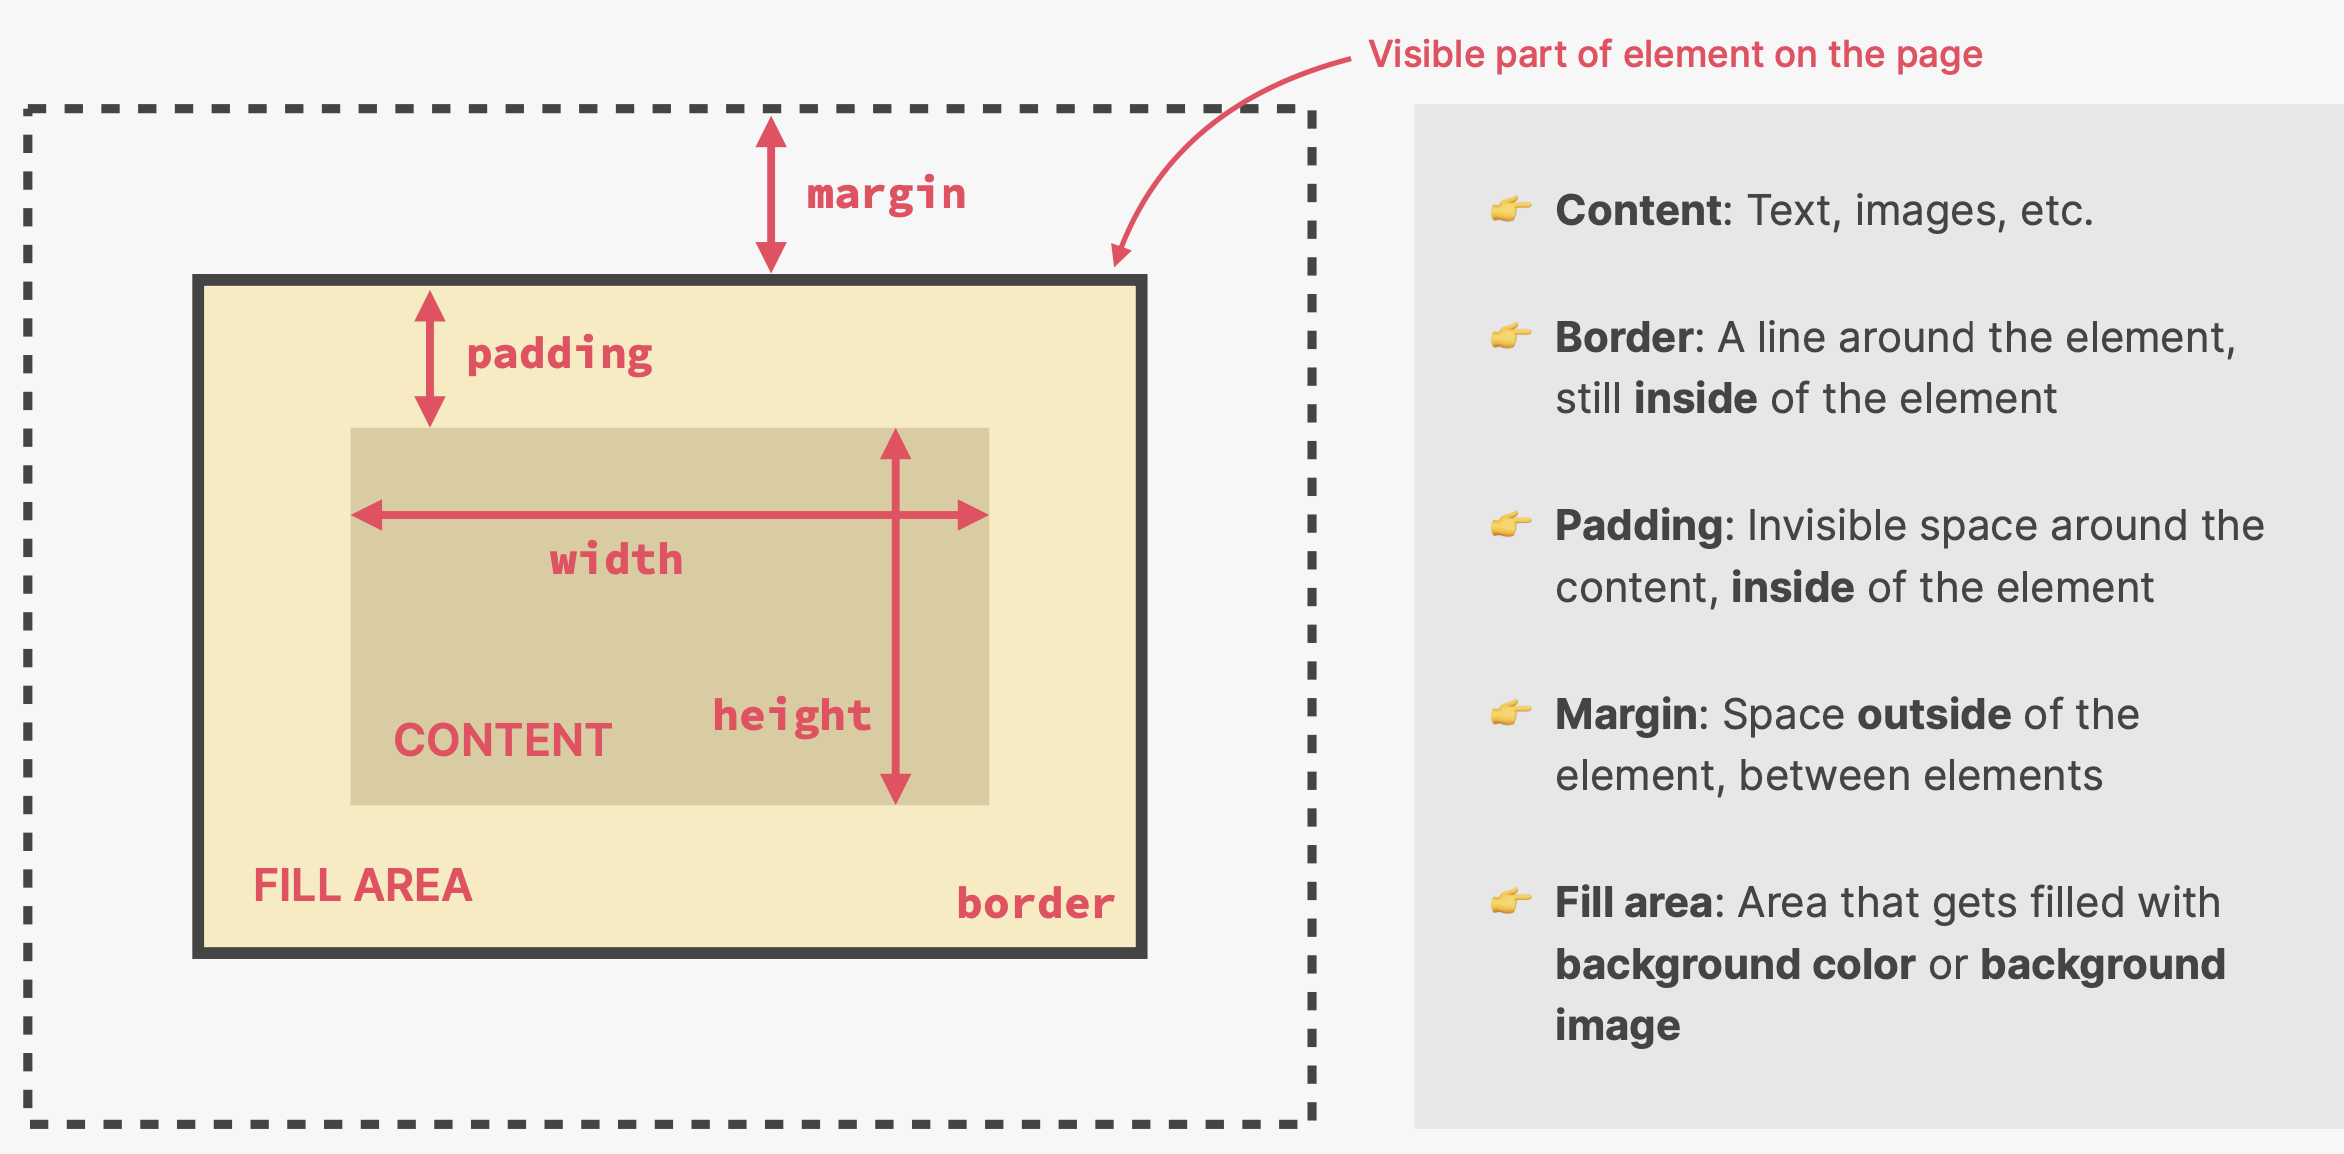 Visible part of element on the page
margin
padding
width
height
CONTENT
FILL AREA
border
👉 Content: Text, images, etc.
👉 Border: A line around the element,
still inside of the element
👉 Padding: Invisible space around the
content, inside of the element
👉 Margin: Space outside of the
element, between elements
👉 Fill area: Area that gets filled with
background color or background
image